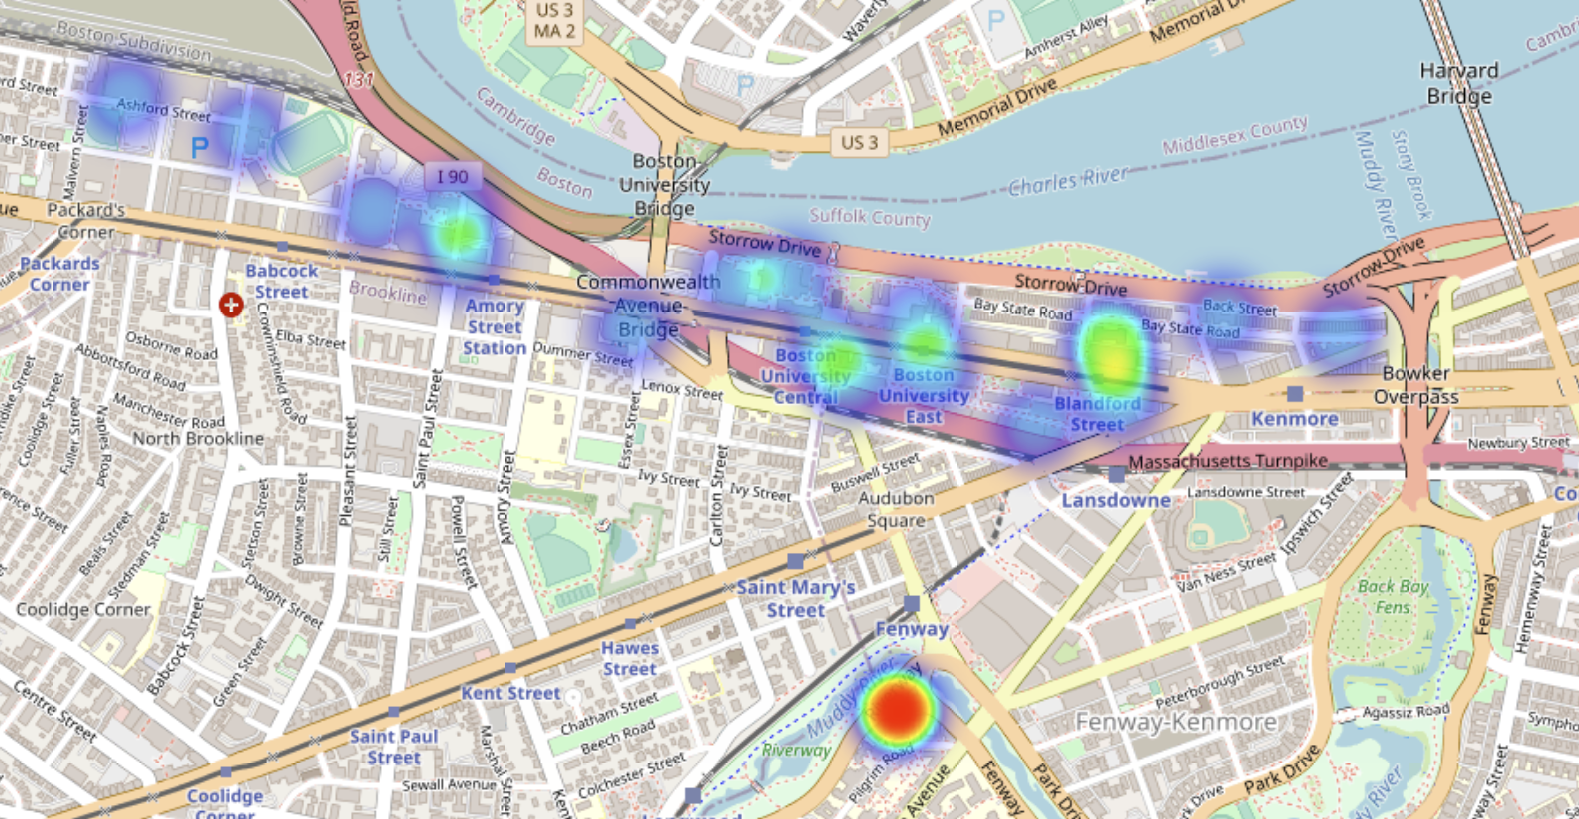 US 3
MA 2
Boston Subdivision
131
Amherst Alley
Memorial Drive
Harvard
Bridge
Ashford Street
P
P
P
Cambridge
Memorial Drive
US 3
Middlesex County
Malvern Street
I 90
Boston
Boston
University
Bridge
Charles River
Muddy River
Stony Brook
Packard's
Corner
Suffolk County
Storrow Drive
Storrow Drive
Storrow Drive
Packards
Corner
Babcock
Street
Brookline
Commonwealth
Avenue
Bridge
Amory
Street
Station
Bay State Road
Back Street
Bay State Road
Crowninshield Road
Elba Street
Osborne Road
Abbottsford Road
Dummer Street
Boston
University
Central
Boston
University
East
Blandford
Street
Kenmore
Bowker
Overpass
Manchester Road
Lenox Street
Coolidge Street
Fuller Street
Naples Road
North Brookline
Pleasant Street
Saint Paul Street
Essex Street
Carlton Street
Newbury Street
Massachusetts Turnpike
Buswell Street
Audubon
Square
Lansdowne
Lansdowne Street
Ipswich Street
Ivy Street
Ivy Street
Amory Street
Powell Street
Still Street
Browne Street
Stetson Street
Beals Street
Stedman Street
Dwight Street
Saint Mary's
Street
Van Ness Street
Back Bay
Fens
Fenway
Hemenway Street
Coolidge Corner
Babcock Street
Green Street
Fenway
Hawes
Street
Kent Street
Muddy River
Peterborough Street
Centre Street
Chatham Street
Beech Road
Riverway
Fenway-Kenmore
Agassiz Road
Saint Paul
Street
Marshal Street
Colchester Street
Pilgrim Road
Avenue
Fenway
Park Drive
Sewall Avenue
Coolidge
Corner